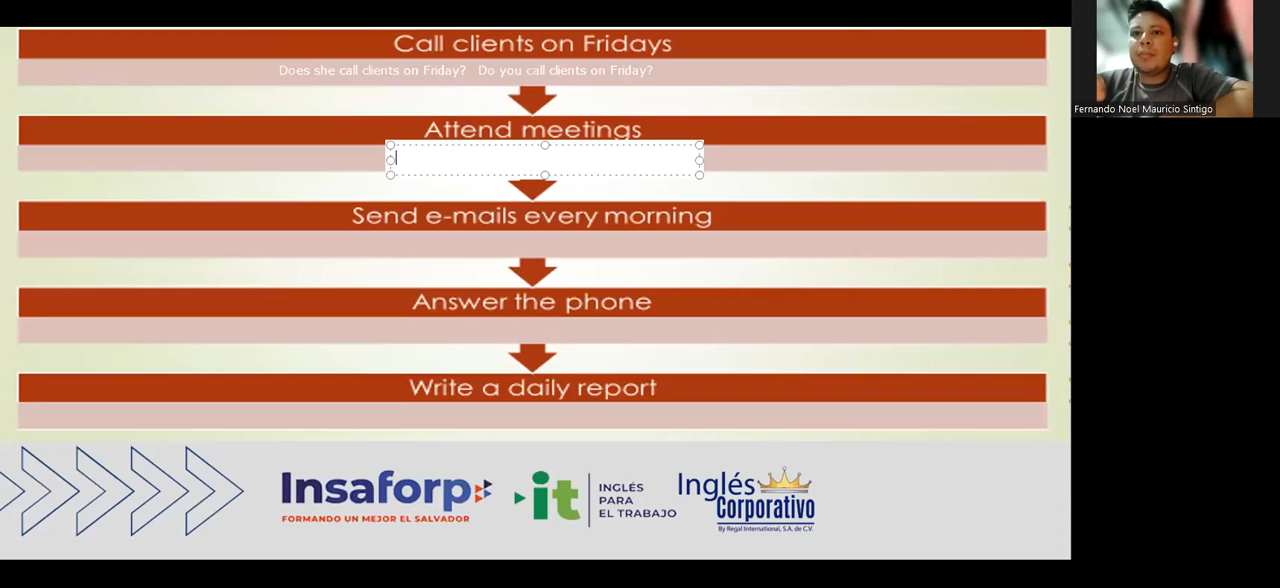 Call clients on Fridays
Does she call clients on Friday? Do you call clients on Friday?
Attend meetings
Send e-mails every morning
Answer the phone
Write a daily report
Insaforp
FORMANDO UN MEJOR EL SALVADOR
it
INGLÉS
PARA
EL TRABAJO
Inglés
Corporativo
By Regal International, S.A. de C.V.
Fernando Noel Mauricio Sintigo